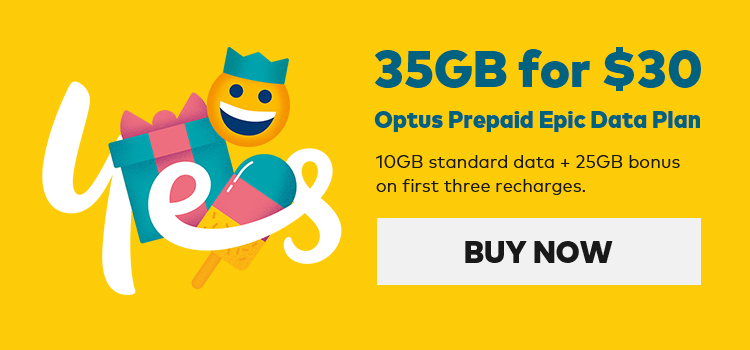 yes
35GB for $30
Optus Prepaid Epic Data Plan
10GB standard data + 25GB bonus
on first three recharges.
BUY NOW